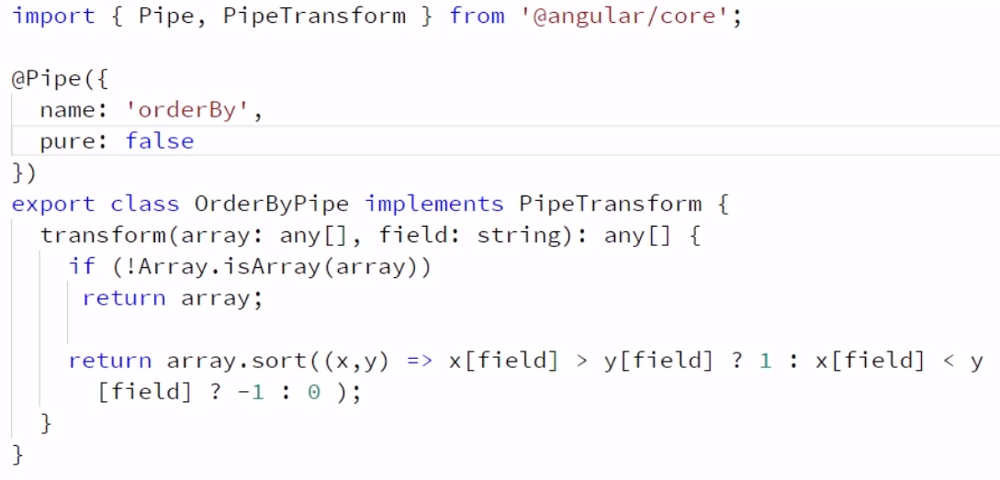 import { Pipe, PipeTransform } from '@angular/core';
@Pipe({
name: 'orderBy',
pure: false
})
export class OrderByPipe implements PipeTransform {
transform(array: any[], field: string): any[] {
if (!Array.isArray(array))
return array;
return array.sort((x,y) => x[field] > y[field] ? 1 : x[field] < y
[field] ? -1 : 0 );
}
}